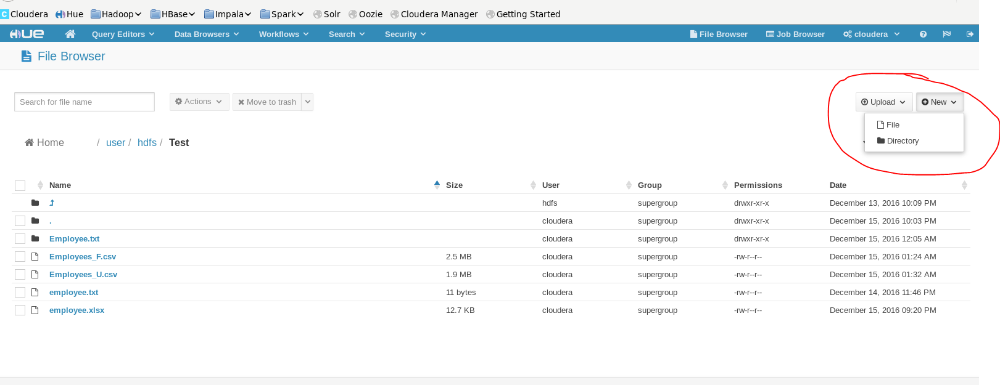 Cloudera Hue Hadoop HBase Impala Spark Solr Oozie Cloudera Manager Getting Started
HUE Query Editors Data Browsers Workflows Search Security File Browser Job Browser cloudera
File Browser
Search for file name Actions Move to trash Upload New
File
Directory
Home / user / hdfs / Test
Name Size User Group Permissions Date
hdfs supergroup drwxr-xr-x December 13, 2016 10:09 PM
. cloudera supergroup drwxr-xr-x December 15, 2016 10:03 PM
Employee.txt cloudera supergroup drwxr-xr-x December 15, 2016 12:05 AM
Employees_F.csv 2.5 MB cloudera supergroup -rw-r--r-- December 15, 2016 01:24 AM
Employees_U.csv 1.9 MB cloudera supergroup -rw-r--r-- December 15, 2016 01:32 AM
employee.txt 11 bytes cloudera supergroup -rw-r--r-- December 14, 2016 11:46 PM
employee.xlsx 12.7 KB cloudera supergroup -rw-r--r-- December 15, 2016 09:20 PM